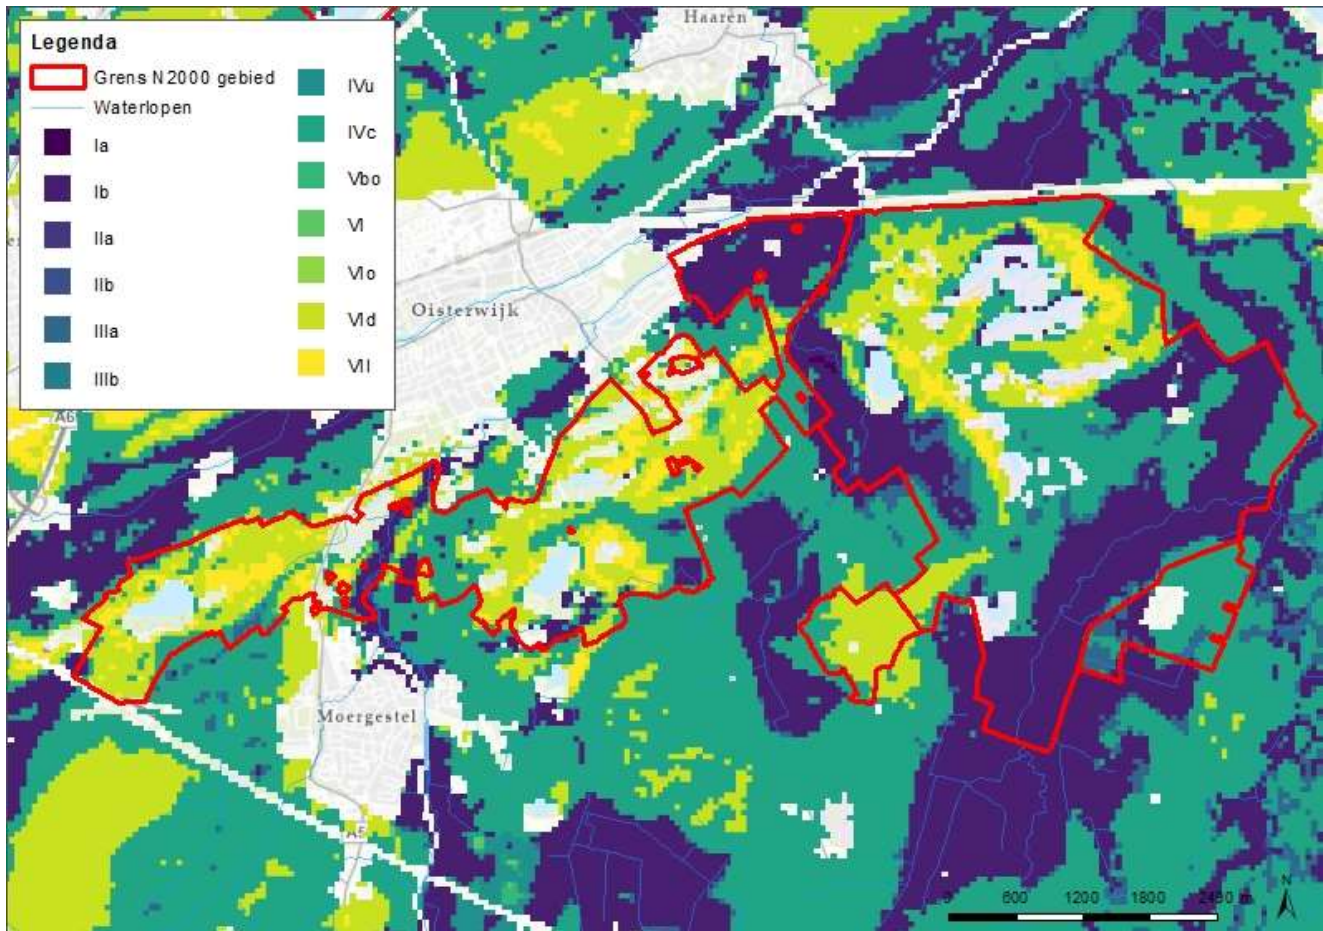 Legenda
Grens N2000 gebied
Waterlopen
Ia
Ib
IIa
IIb
IIIa
IIIb
IVu
IVc
Vbo
VI
VIo
VId
VII
Haaren
Oisterwijk
A6
Moergestel
A5
0 600 1200 1800 2400 m
N